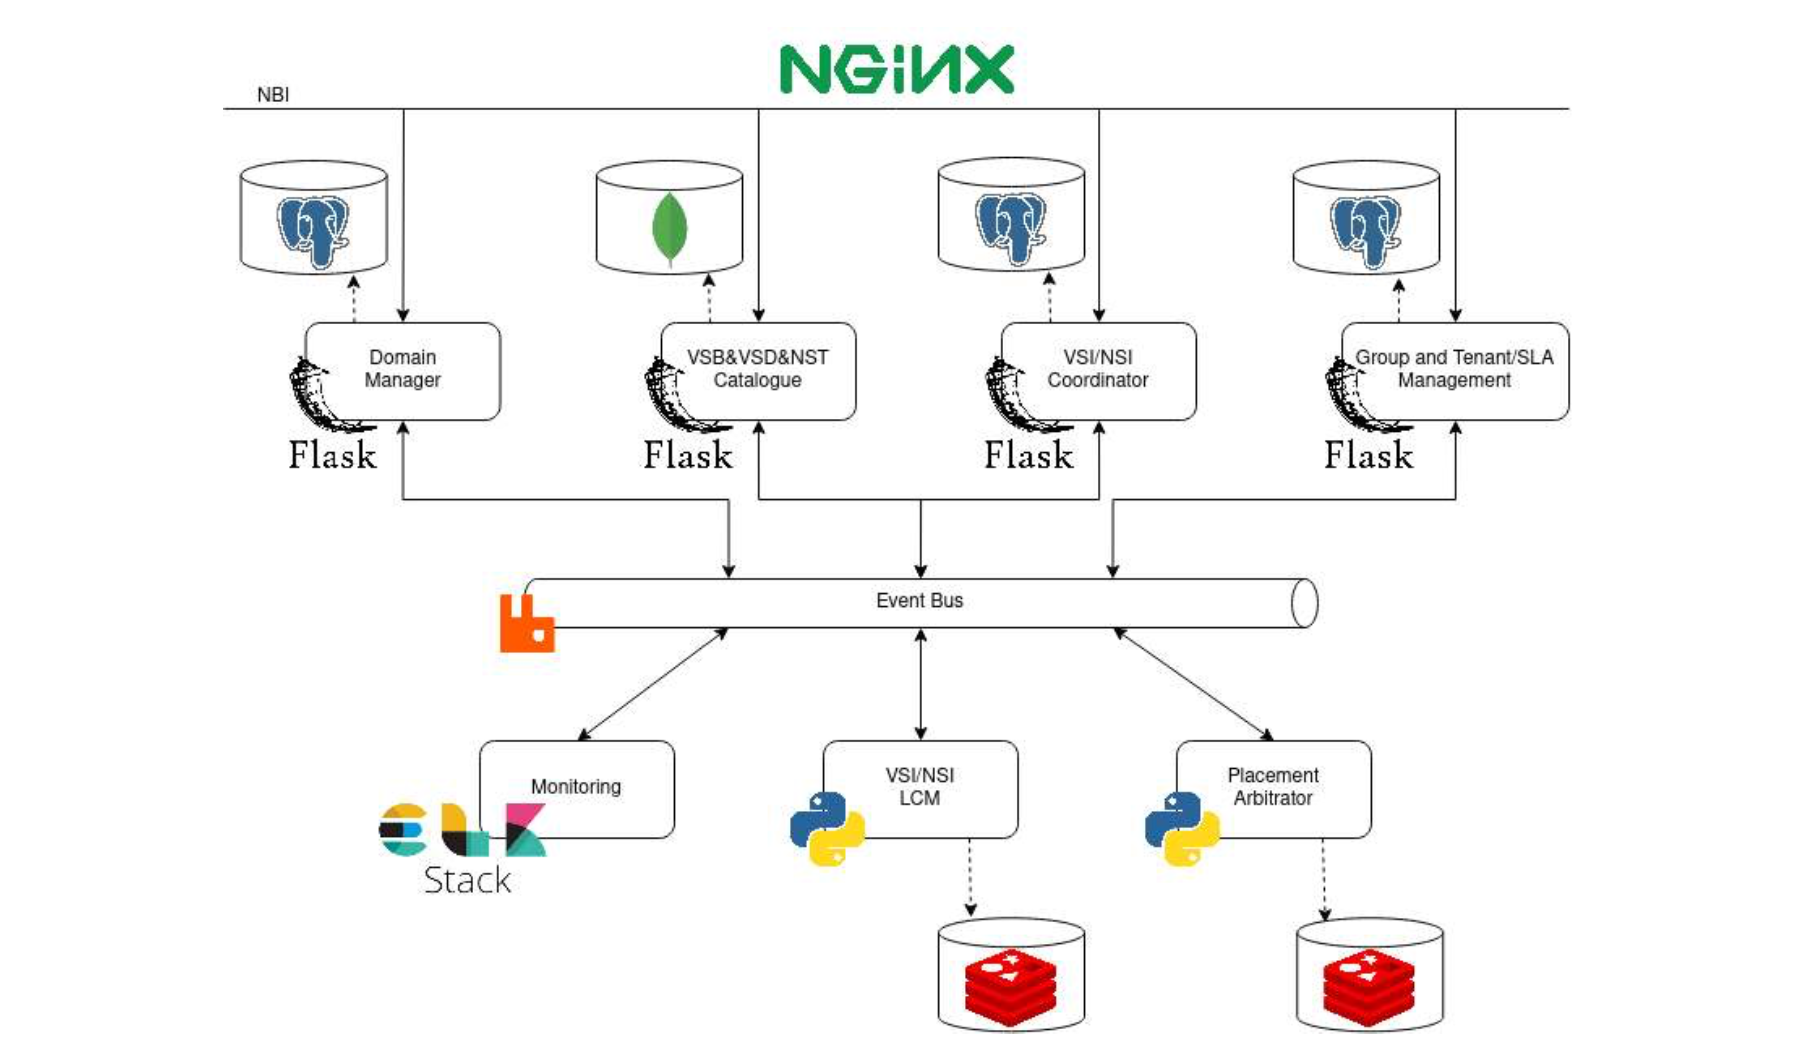 NGINX
NBI
Domain
Manager
VSB&VSD&NST
Catalogue
VSI/NSI
Coordinator
Group and Tenant/SLA
Management
Flask
Flask
Flask
Flask
Event Bus
Monitoring
VSI/NSI
LCM
Placement
Arbitrator
elk
Stack